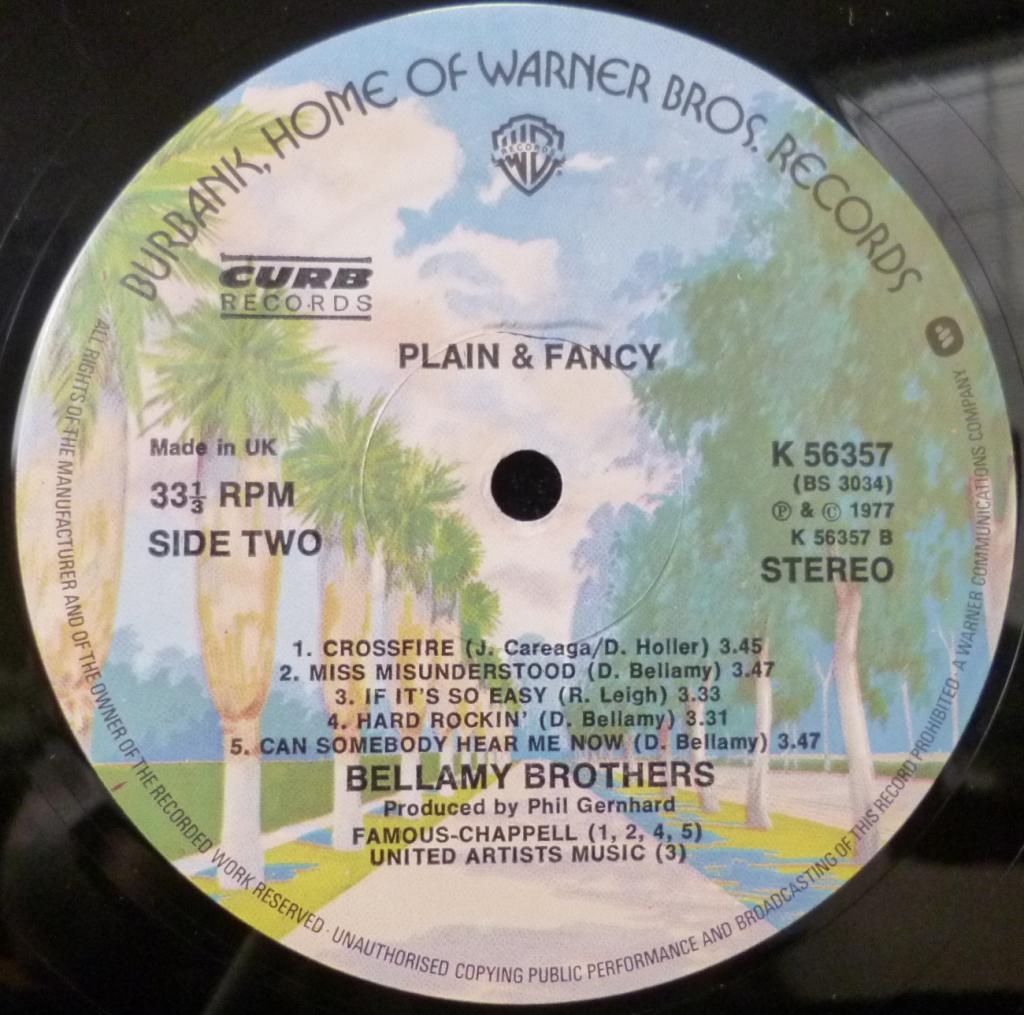 BURBANK, HOME OF WARNER BROS. RECORDS
RECORDS
CURB
RECORDS
PLAIN & FANCY
Made in UK
33⅓ RPM
SIDE TWO
K 56357
(BS 3034)
℗ & © 1977
K 56357 B
STEREO
1. CROSSFIRE (J. Careaga/D. Holler) 3.45
2. MISS MISUNDERSTOOD (D. Bellamy) 3.47
3. IF IT'S SO EASY (R. Leigh) 3.33
4. HARD ROCKIN' (D. Bellamy) 3.31
5. CAN SOMEBODY HEAR ME NOW (D. Bellamy) 3.47
BELLAMY BROTHERS
Produced by Phil Gernhard
FAMOUS-CHAPPELL (1, 2, 4, 5)
UNITED ARTISTS MUSIC (3)
ALL RIGHTS OF THE MANUFACTURER AND OF THE OWNER OF THE RECORDED WORK RESERVED · UNAUTHORISED COPYING PUBLIC PERFORMANCE AND BROADCASTING OF THIS RECORD PROHIBITED · A WARNER COMMUNICATIONS COMPANY